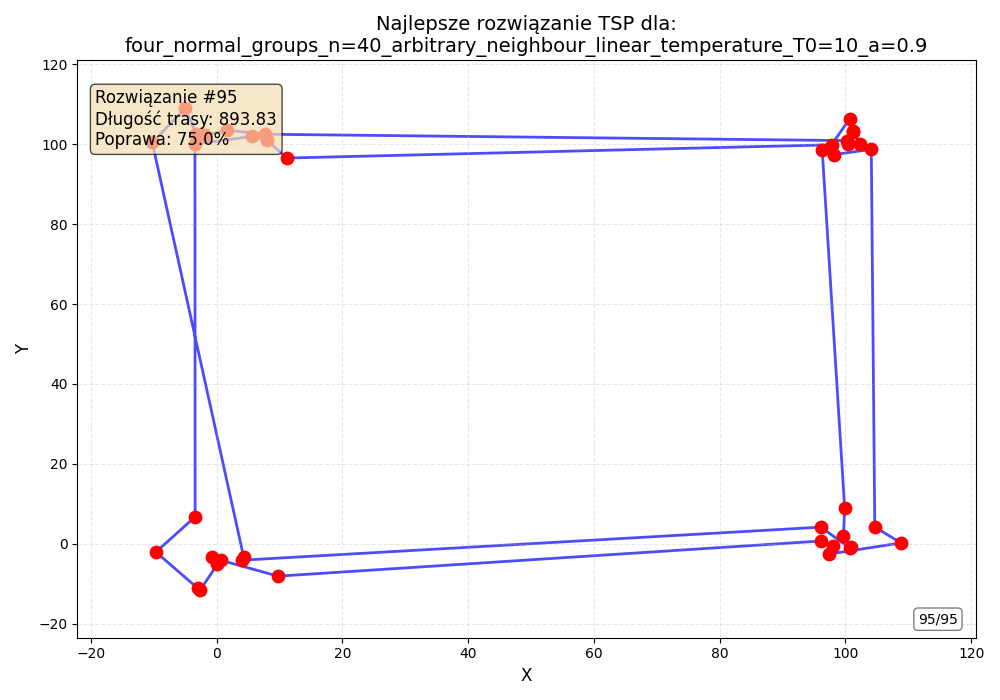 Najlepsze rozwiązanie TSP dla:
four_normal_groups_n=40_arbitrary_neighbour_linear_temperature_T0=10_a=0.9
Rozwiązanie #95
Długość trasy: 893.83
Poprawa: 75.0%
120
100
80
60
40
20
0
−20
Y
95/95
−20
0
20
40
60
80
100
120
X